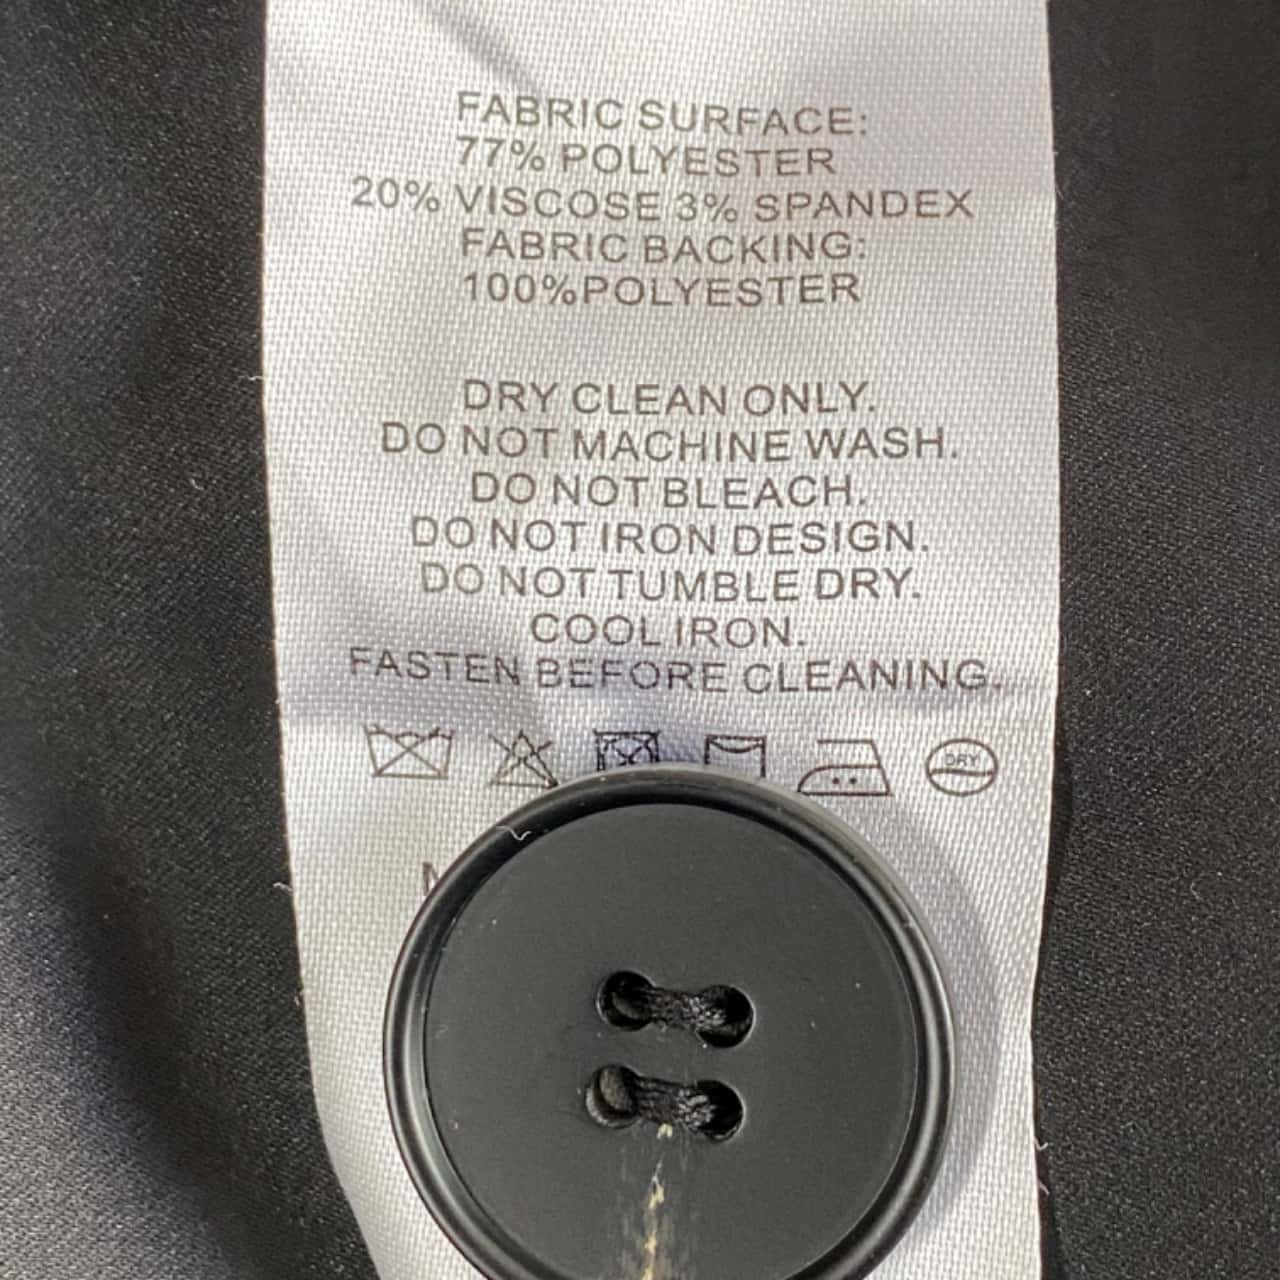 FABRIC SURFACE:
77% POLYESTER
20% VISCOSE 3% SPANDEX
FABRIC BACKING:
100%POLYESTER
DRY CLEAN ONLY.
DO NOT MACHINE WASH.
DO NOT BLEACH.
DO NOT IRON DESIGN.
DO NOT TUMBLE DRY.
COOL IRON.
FASTEN BEFORE CLEANING.
DRY